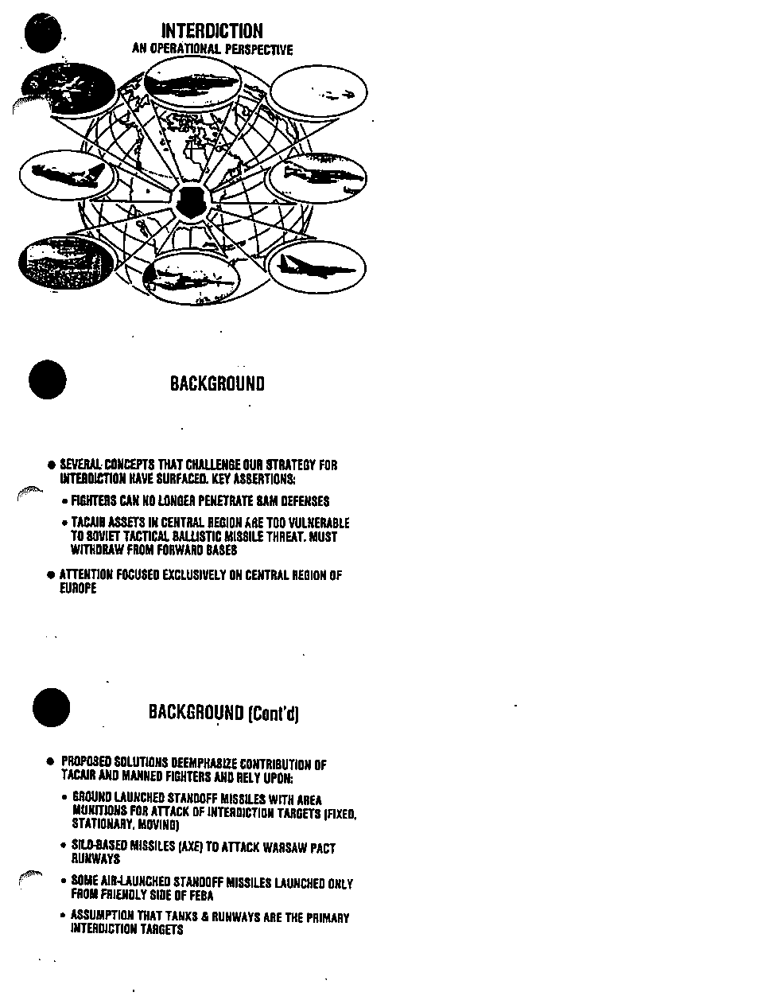 INTERDICTION
AN OPERATIONAL PERSPECTIVE
BACKGROUND
● SEVERAL CONCEPTS THAT CHALLENGE OUR STRATEGY FOR
INTERDICTION HAVE SURFACED. KEY ASSERTIONS:
• FIGHTERS CAN NO LONGER PENETRATE SAM DEFENSES
• TACAIR ASSETS IN CENTRAL REGION ARE TOO VULNERABLE
TO SOVIET TACTICAL BALLISTIC MISSILE THREAT. MUST
WITHDRAW FROM FORWARD BASES
● ATTENTION FOCUSED EXCLUSIVELY ON CENTRAL REGION OF
EUROPE
BACKGROUND (Cont'd)
● PROPOSED SOLUTIONS DEEMPHASIZE CONTRIBUTION OF
TACAIR AND MANNED FIGHTERS AND RELY UPON:
• GROUND LAUNCHED STANDOFF MISSILES WITH AREA
MUNITIONS FOR ATTACK OF INTERDICTION TARGETS (FIXED,
STATIONARY, MOVING)
• SILO-BASED MISSILES (AXE) TO ATTACK WARSAW PACT
RUNWAYS
• SOME AIR-LAUNCHED STANDOFF MISSILES LAUNCHED ONLY
FROM FRIENDLY SIDE OF FEBA
• ASSUMPTION THAT TANKS & RUNWAYS ARE THE PRIMARY
INTERDICTION TARGETS